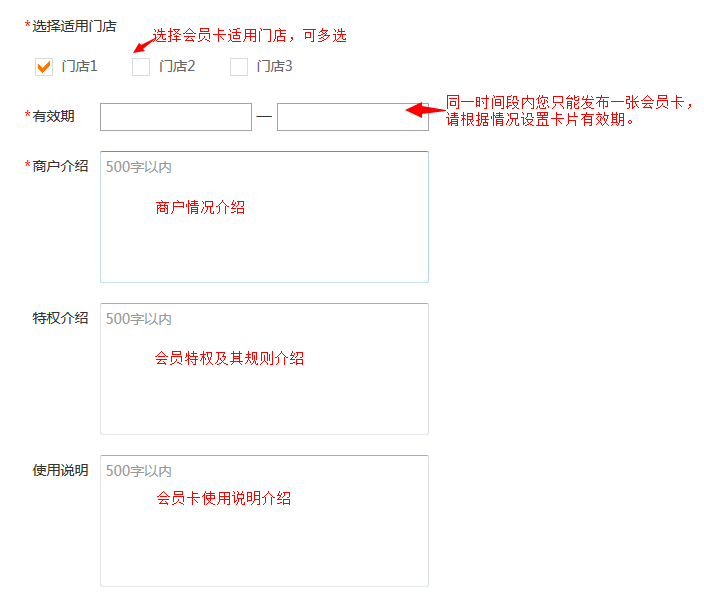 *选择适用门店
选择会员卡适用门店，可多选
门店1 门店2 门店3
*有效期 —
同一时间段内您只能发布一张会员卡，
请根据情况设置卡片有效期。
*商户介绍 500字以内
商户情况介绍
特权介绍 500字以内
会员特权及其规则介绍
使用说明 500字以内
会员卡使用说明介绍